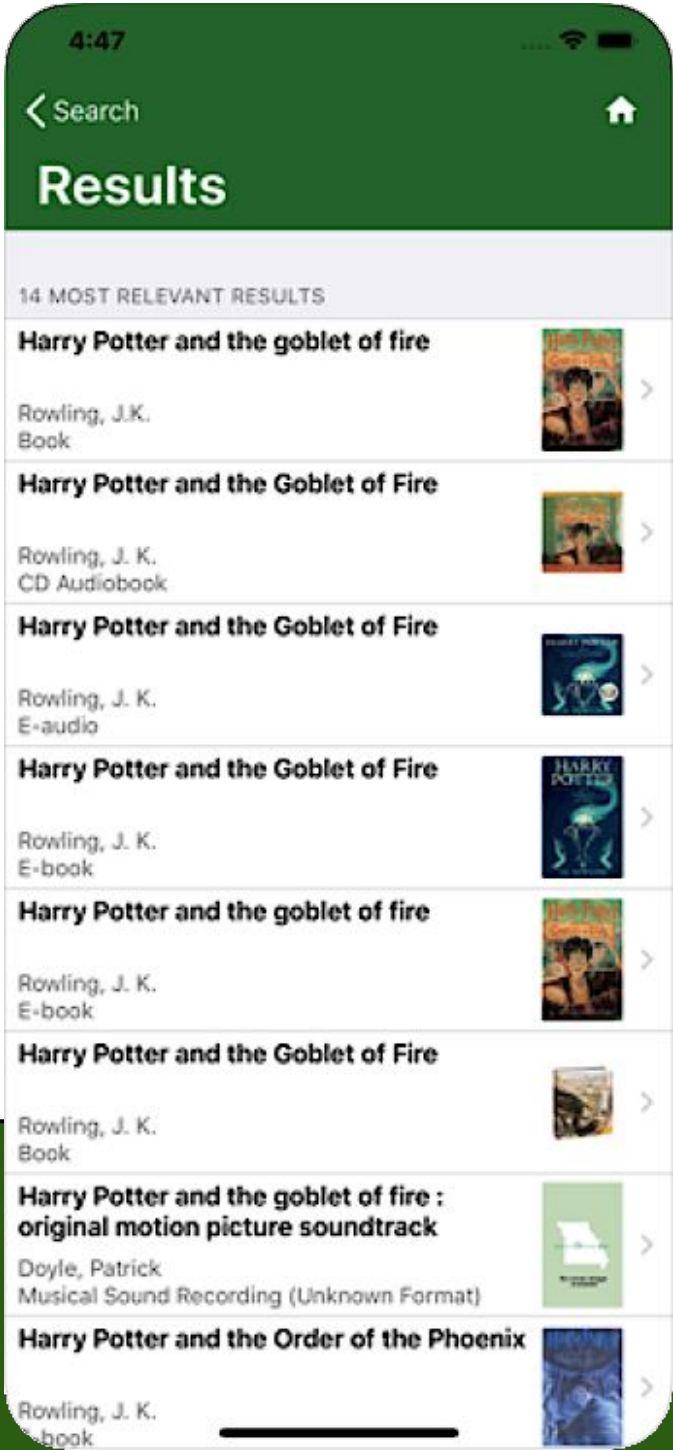 4:47
Search
Results
14 MOST RELEVANT RESULTS
Harry Potter and the goblet of fire
Rowling, J.K.
Book
Harry Potter and the Goblet of Fire
Rowling, J. K.
CD Audiobook
Harry Potter and the Goblet of Fire
Rowling, J. K.
E-audio
Harry Potter and the Goblet of Fire
Rowling, J. K.
E-book
HARRY
POTTER
Harry Potter and the goblet of fire
Rowling, J. K.
E-book
Harry Potter and the Goblet of Fire
Rowling, J. K.
Book
Harry Potter and the goblet of fire :
original motion picture soundtrack
Doyle, Patrick
Musical Sound Recording (Unknown Format)
Harry Potter and the Order of the Phoenix
Rowling, J. K.
E-book